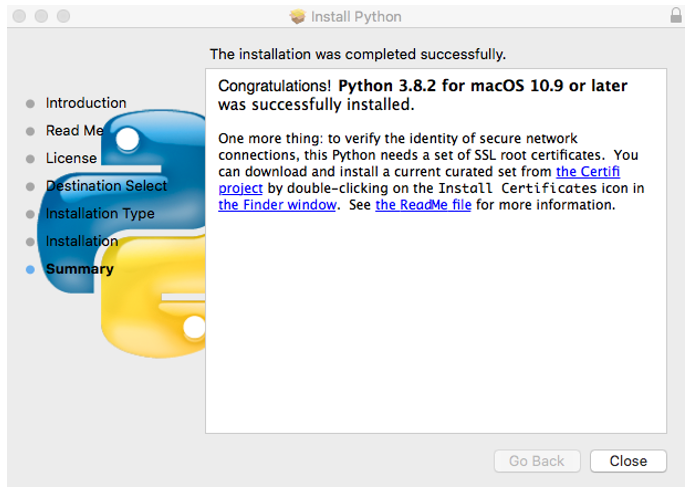 Install Python
The installation was completed successfully.
Introduction
Read Me
License
Destination Select
Installation Type
Installation
Summary
Congratulations! Python 3.8.2 for macOS 10.9 or later
was successfully installed.
One more thing: to verify the identity of secure network
connections, this Python needs a set of SSL root certificates. You
can download and install a current curated set from the Certifi
project by double-clicking on the Install Certificates icon in
the Finder window. See the ReadMe file for more information.
Go Back
Close